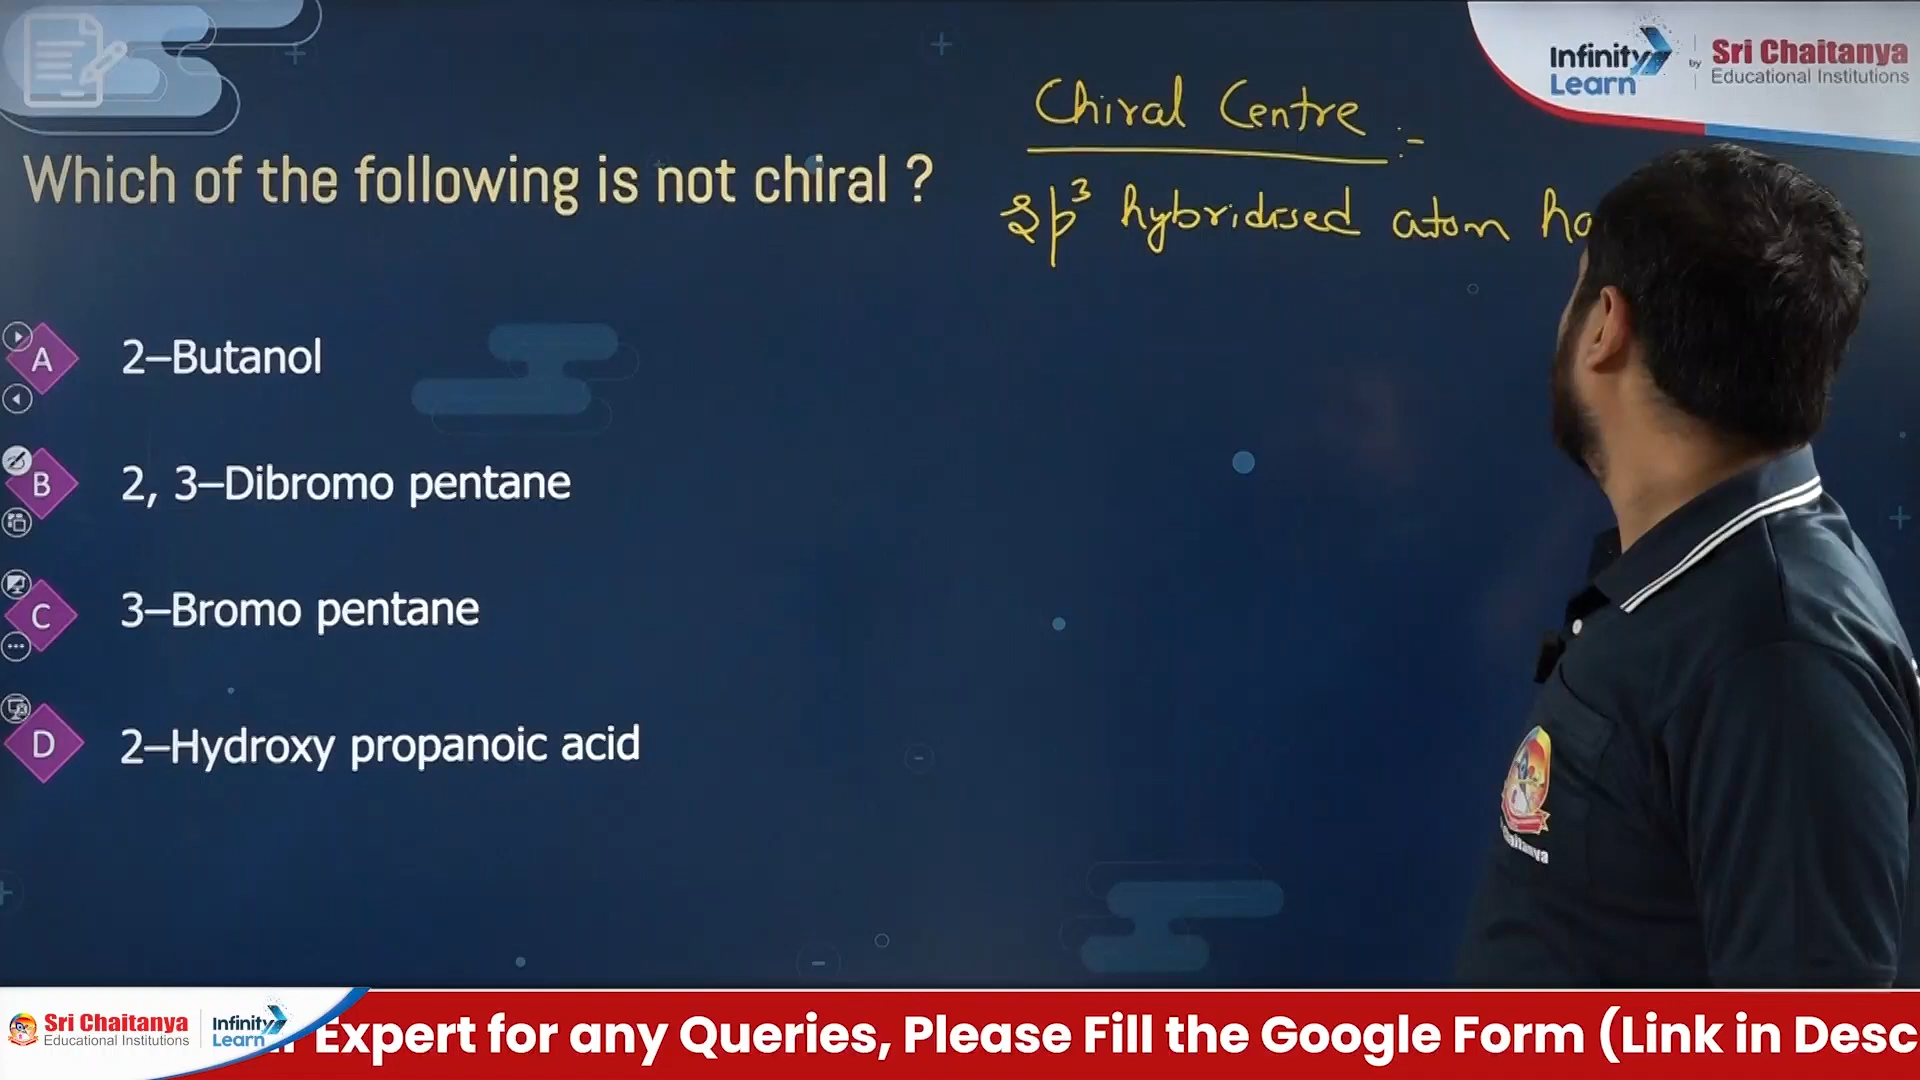 Infinity Learn by Sri Chaitanya Educational Institutions
Chiral Centre :-
Which of the following is not chiral ?
sp³ hybridised atom
A 2–Butanol
B 2, 3–Dibromo pentane
C 3–Bromo pentane
D 2–Hydroxy propanoic acid
Sri Chaitanya Educational Institutions Infinity Learn
Expert for any Queries, Please Fill the Google Form (Link in Desc